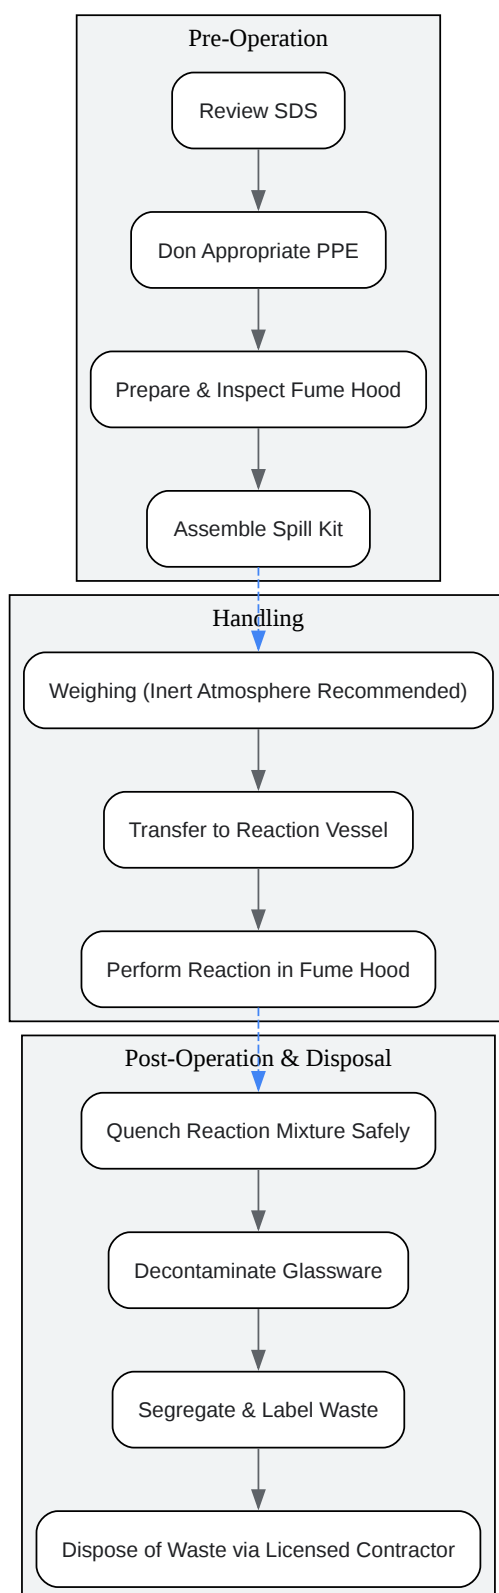 Pre-Operation
Review SDS
Don Appropriate PPE
Prepare & Inspect Fume Hood
Assemble Spill Kit
Handling
Weighing (Inert Atmosphere Recommended)
Transfer to Reaction Vessel
Perform Reaction in Fume Hood
Post-Operation & Disposal
Quench Reaction Mixture Safely
Decontaminate Glassware
Segregate & Label Waste
Dispose of Waste via Licensed Contractor